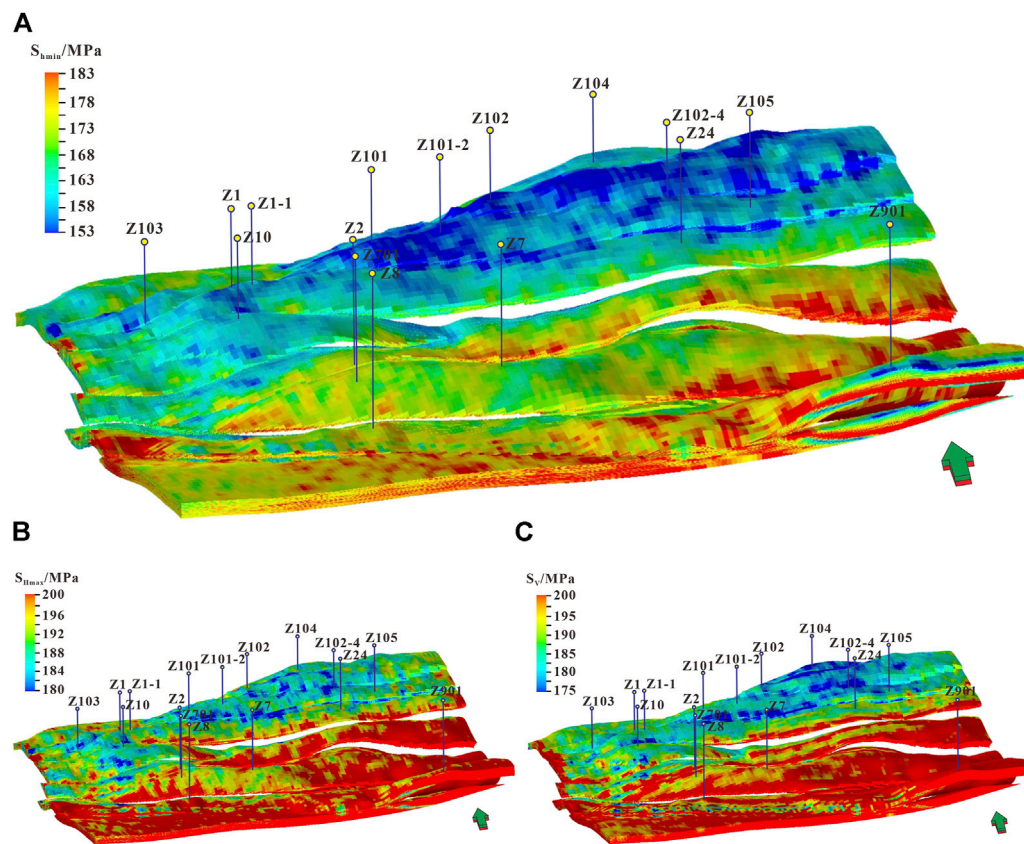 A
S_hmin/MPa
183
178
173
168
163
158
153
Z104
Z102-4
Z105
Z24
Z102
Z101-2
Z101
Z1
Z1-1
Z901
Z103
Z10
Z2
Z7
Z8
B
S_Hmax/MPa
200
196
192
188
184
180
Z104
Z102-4
Z105
Z102
Z24
Z101-2
Z101
Z1
Z1-1
Z901
Z103
Z10
Z2
Z7
Z8
C
S_V/MPa
200
195
190
185
180
175
Z104
Z102-4
Z105
Z102
Z24
Z101-2
Z101
Z1
Z1-1
Z901
Z103
Z10
Z2
Z7
Z8